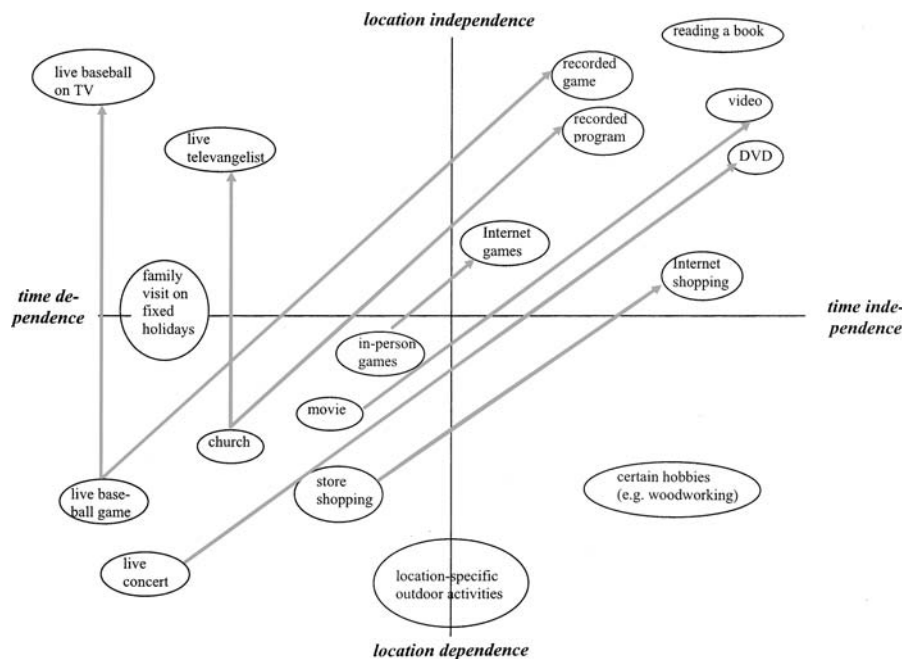 location independence
reading a book
live baseball
on TV
recorded
game
video
recorded
program
live
televangelist
DVD
Internet
games
Internet
shopping
family
visit on
fixed
holidays
time de-
pendence
time inde-
pendence
in-person
games
movie
church
store
shopping
certain hobbies
(e.g. woodworking)
live base-
ball game
live
concert
location-specific
outdoor activities
location dependence